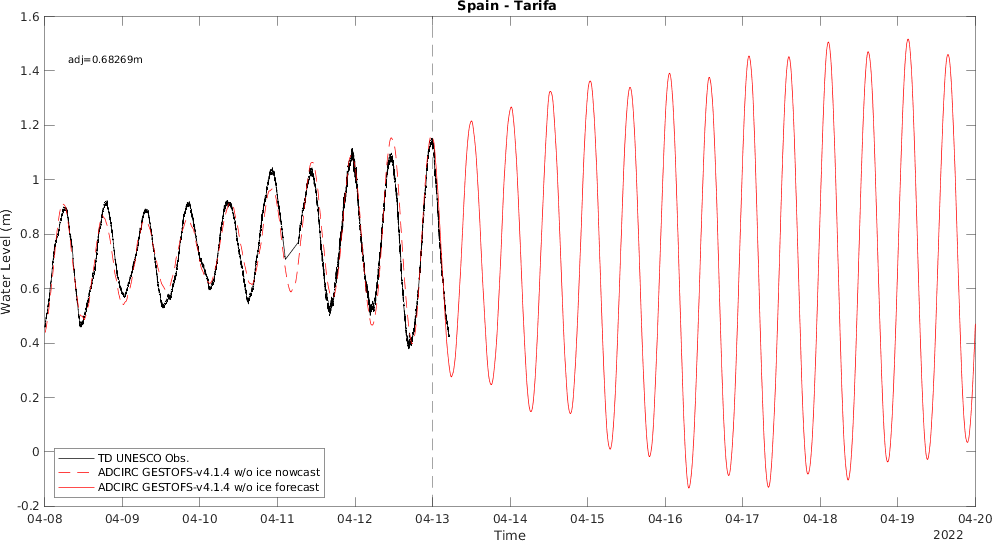 Spain - Tarifa
1.6
1.4
1.2
1
0.8
0.6
0.4
0.2
0
-0.2
Water Level (m)
adj=0.68269m
TD UNESCO Obs.
ADCIRC GESTOFS-v4.1.4 w/o ice nowcast
ADCIRC GESTOFS-v4.1.4 w/o ice forecast
04-08 04-09 04-10 04-11 04-12 04-13 04-14 04-15 04-16 04-17 04-18 04-19 04-20
Time
2022